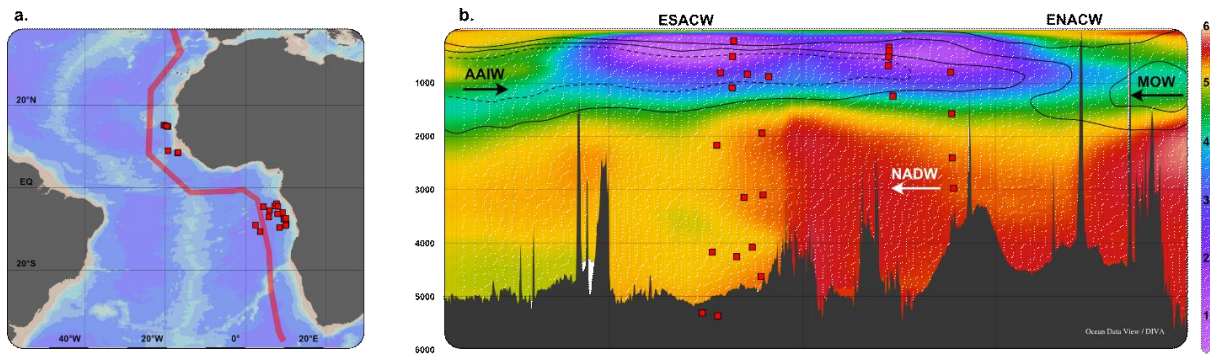 a.
20°N
EQ
20°S
40°W
20°W
0°
20°E
b.
ESACW
ENACW
AAIW
MOW
NADW
1000
2000
3000
4000
5000
6000
Ocean Data View / DIVA
6
5
4
3
2
1